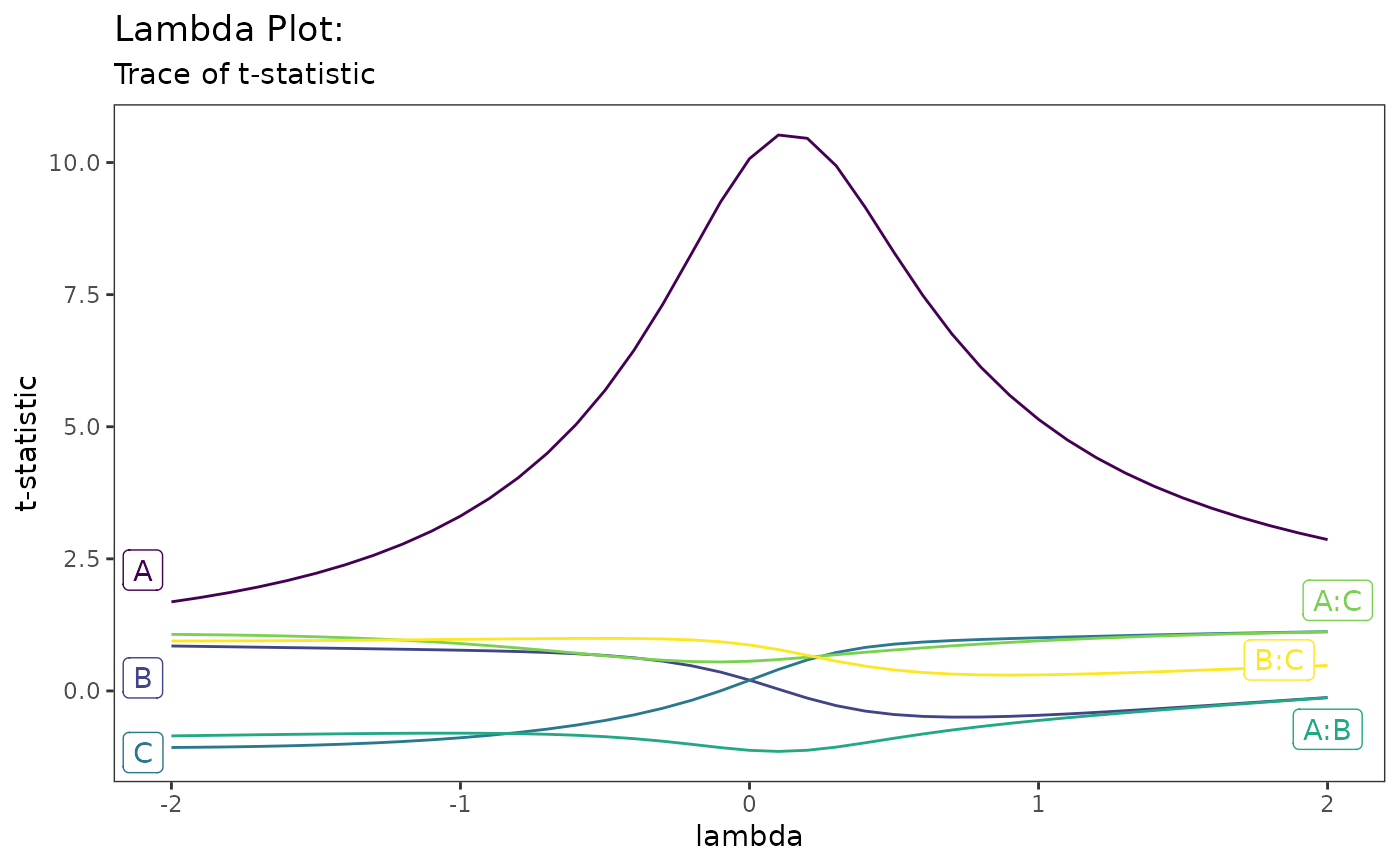 Lambda Plot:
Trace of t-statistic
t-statistic
10.0
7.5
5.0
2.5
0.0
A
B
C
A:C
B:C
A:B
-2 -1 0 1 2
lambda